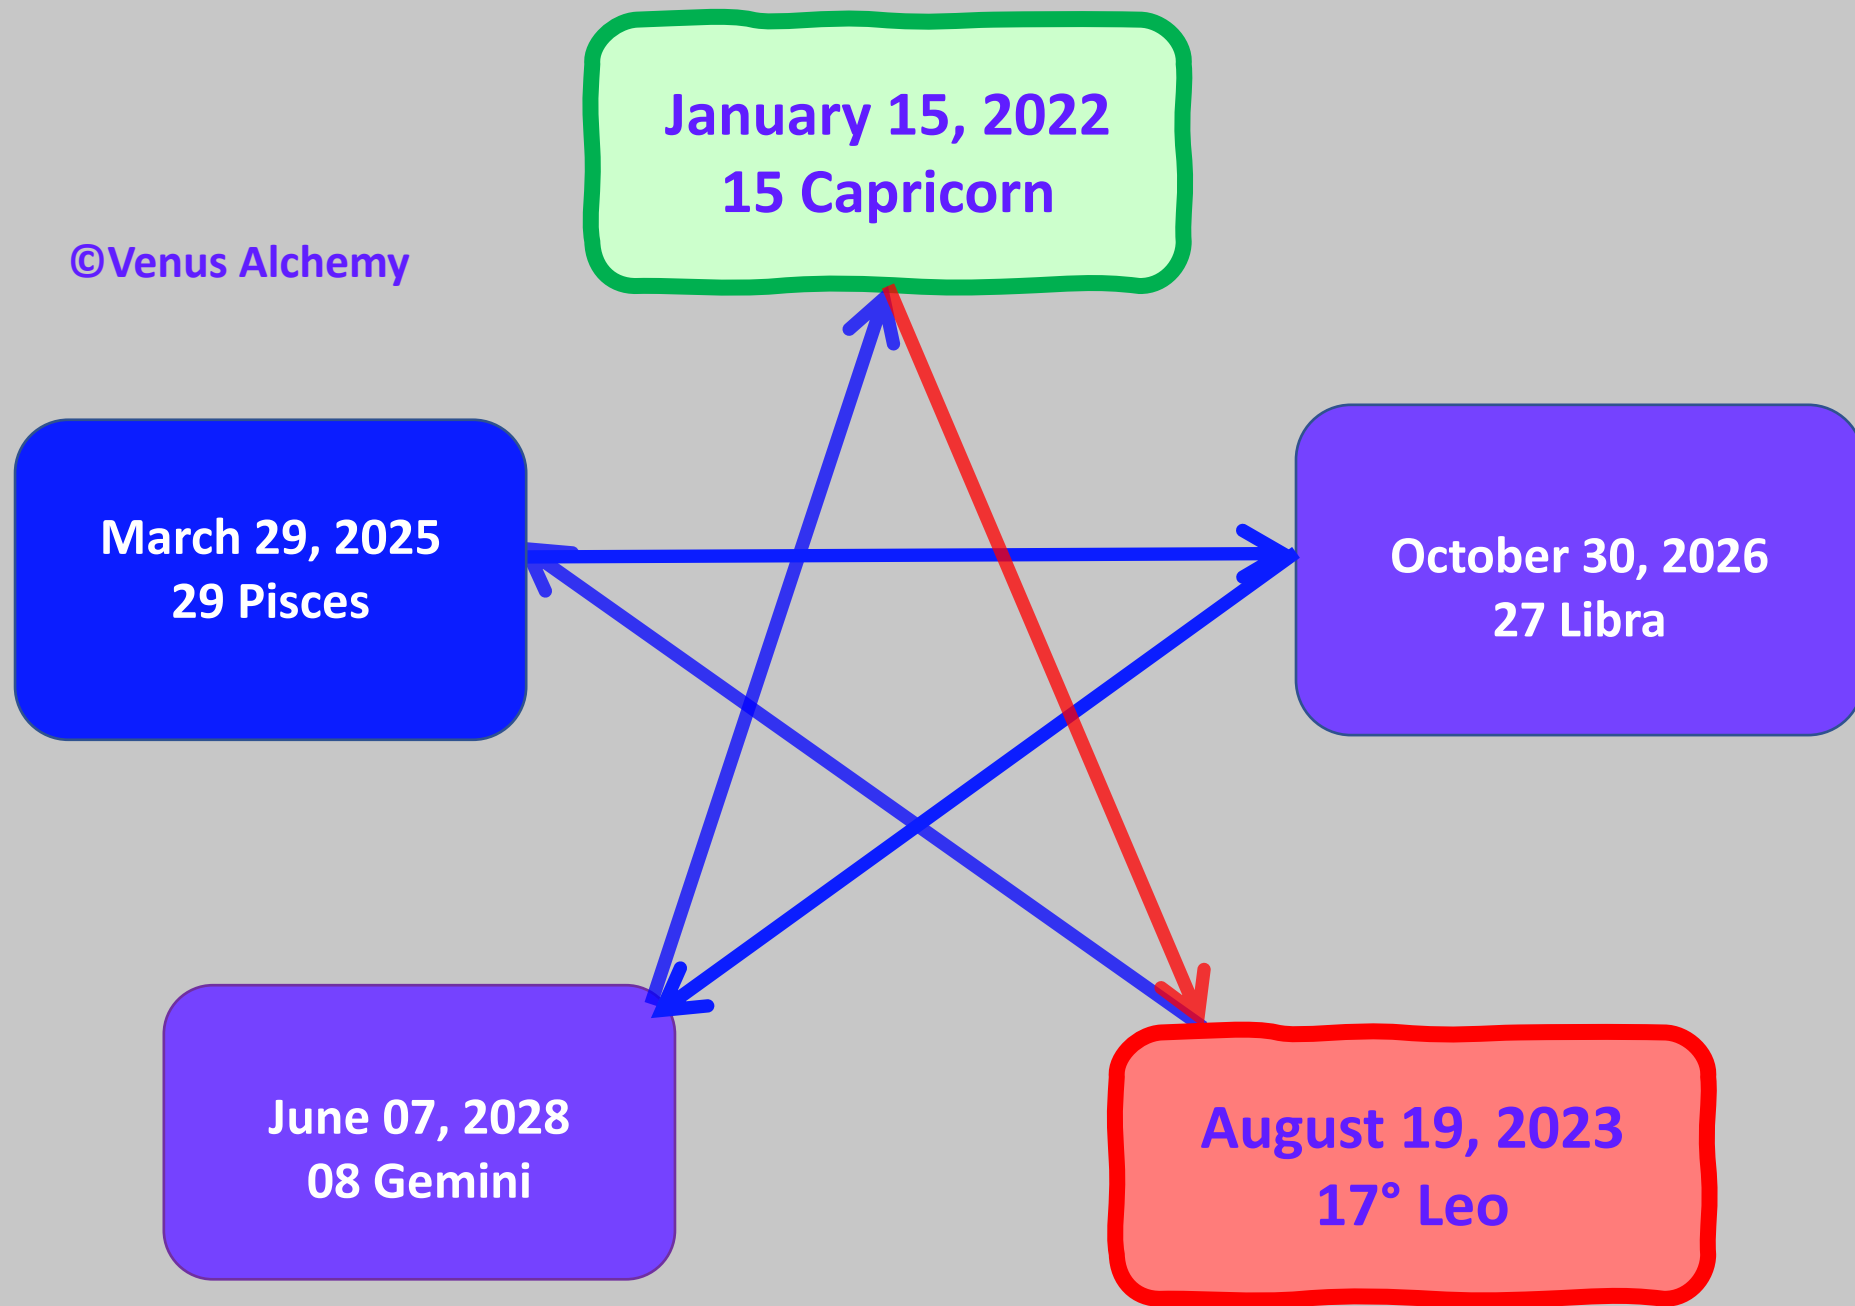 January 15, 2022
15 Capricorn
©Venus Alchemy
March 29, 2025
29 Pisces
October 30, 2026
27 Libra
June 07, 2028
08 Gemini
August 19, 2023
17° Leo